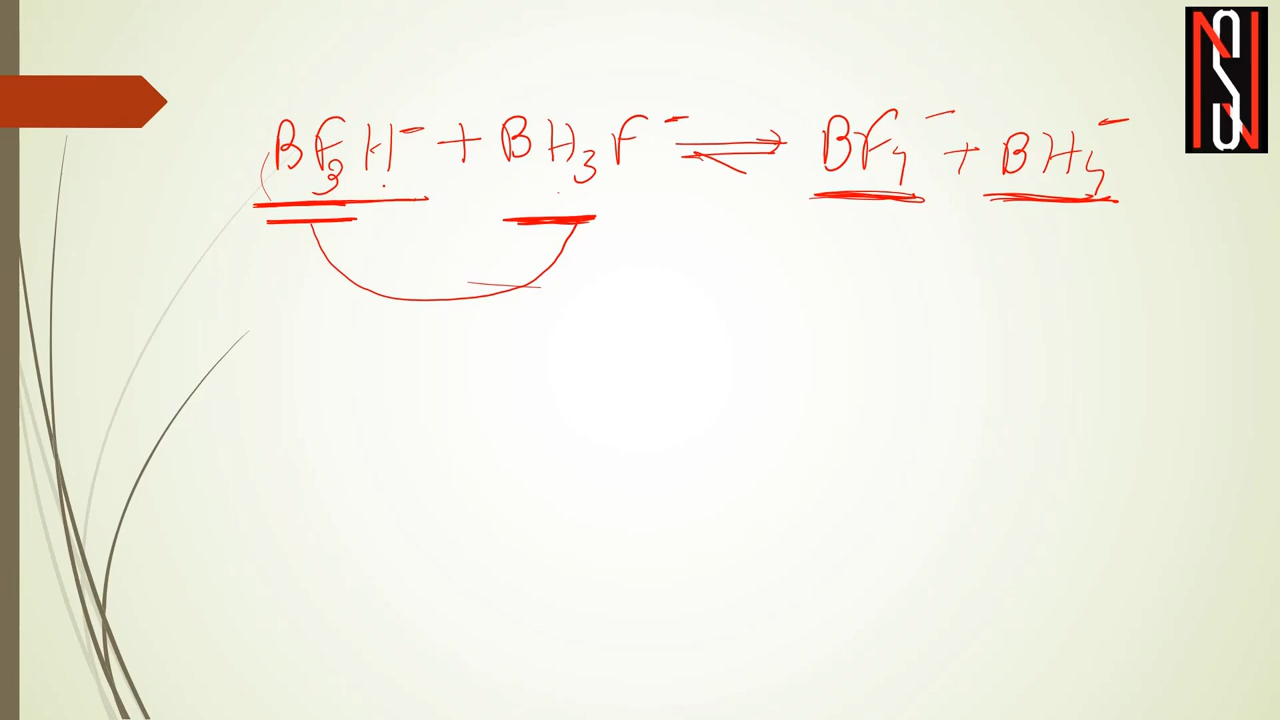 BF₃H⁻ + BH₃F⁻ ⇌ BF₄⁻ + BH₄⁻